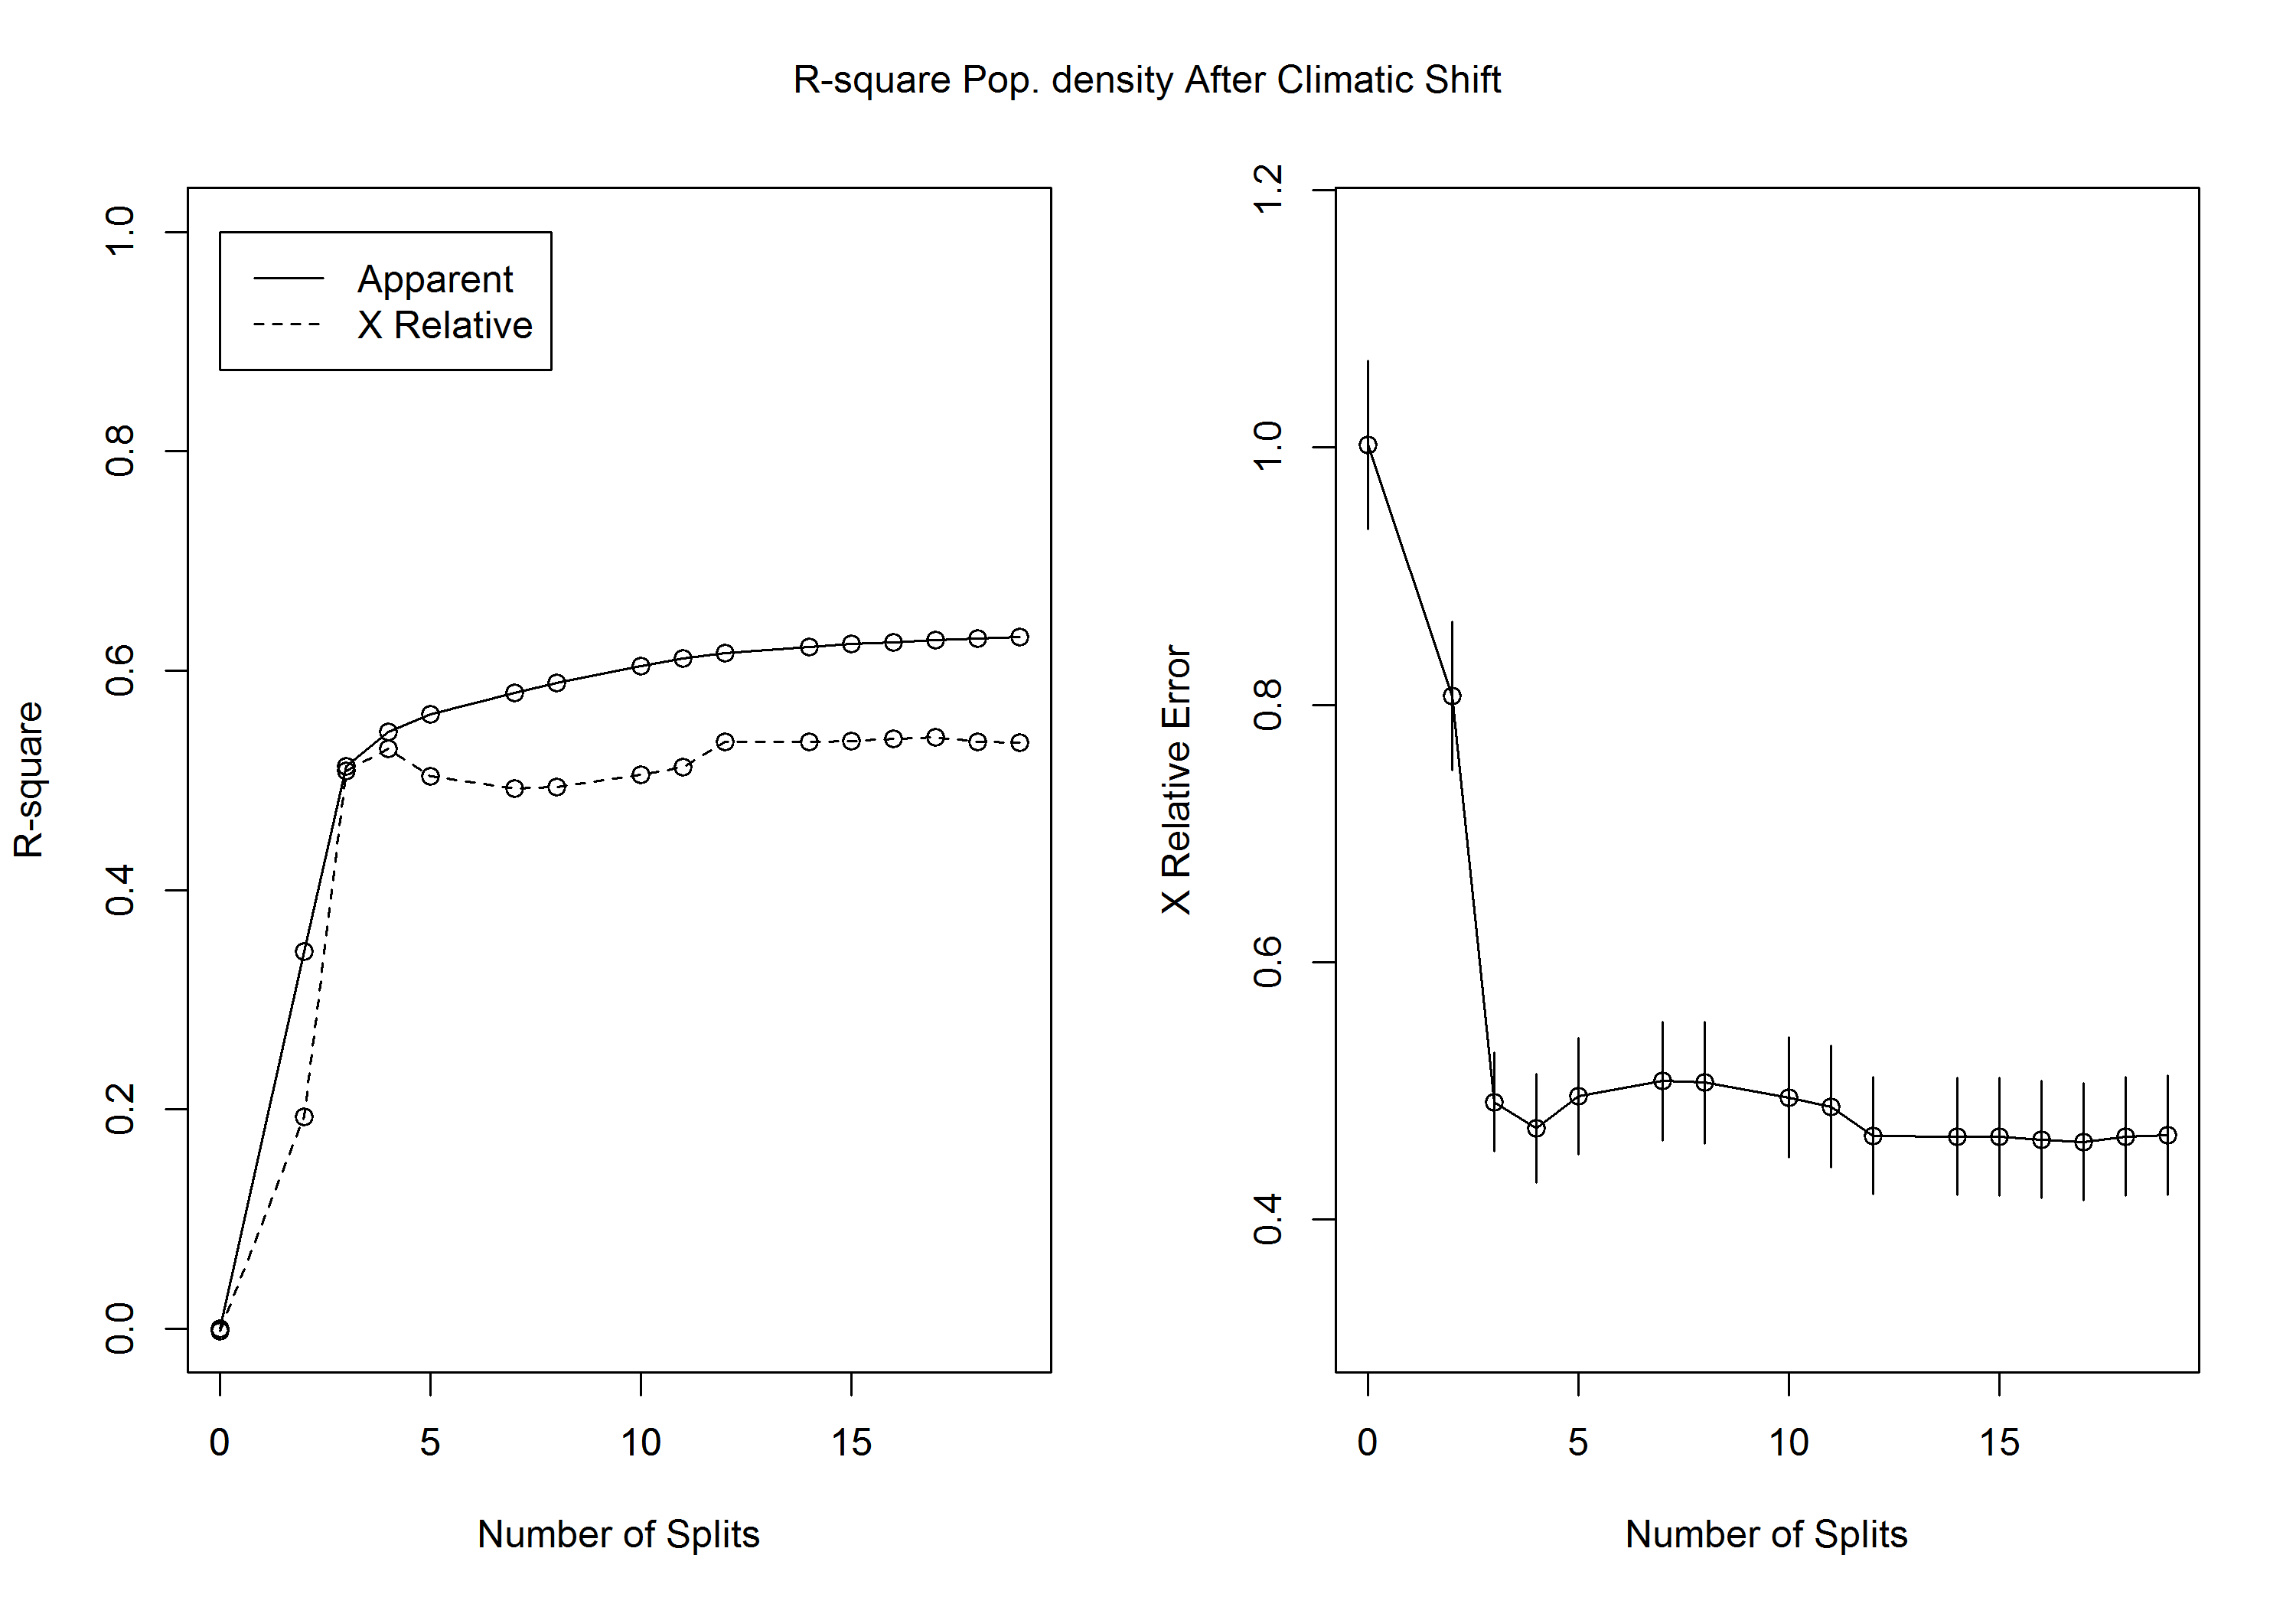 R-square Pop. density After Climatic Shift
Apparent
X Relative
R-square
1.0
0.8
0.6
0.4
0.2
0.0
0 5 10 15
Number of Splits
X Relative Error
1.2
1.0
0.8
0.6
0.4
0 5 10 15
Number of Splits